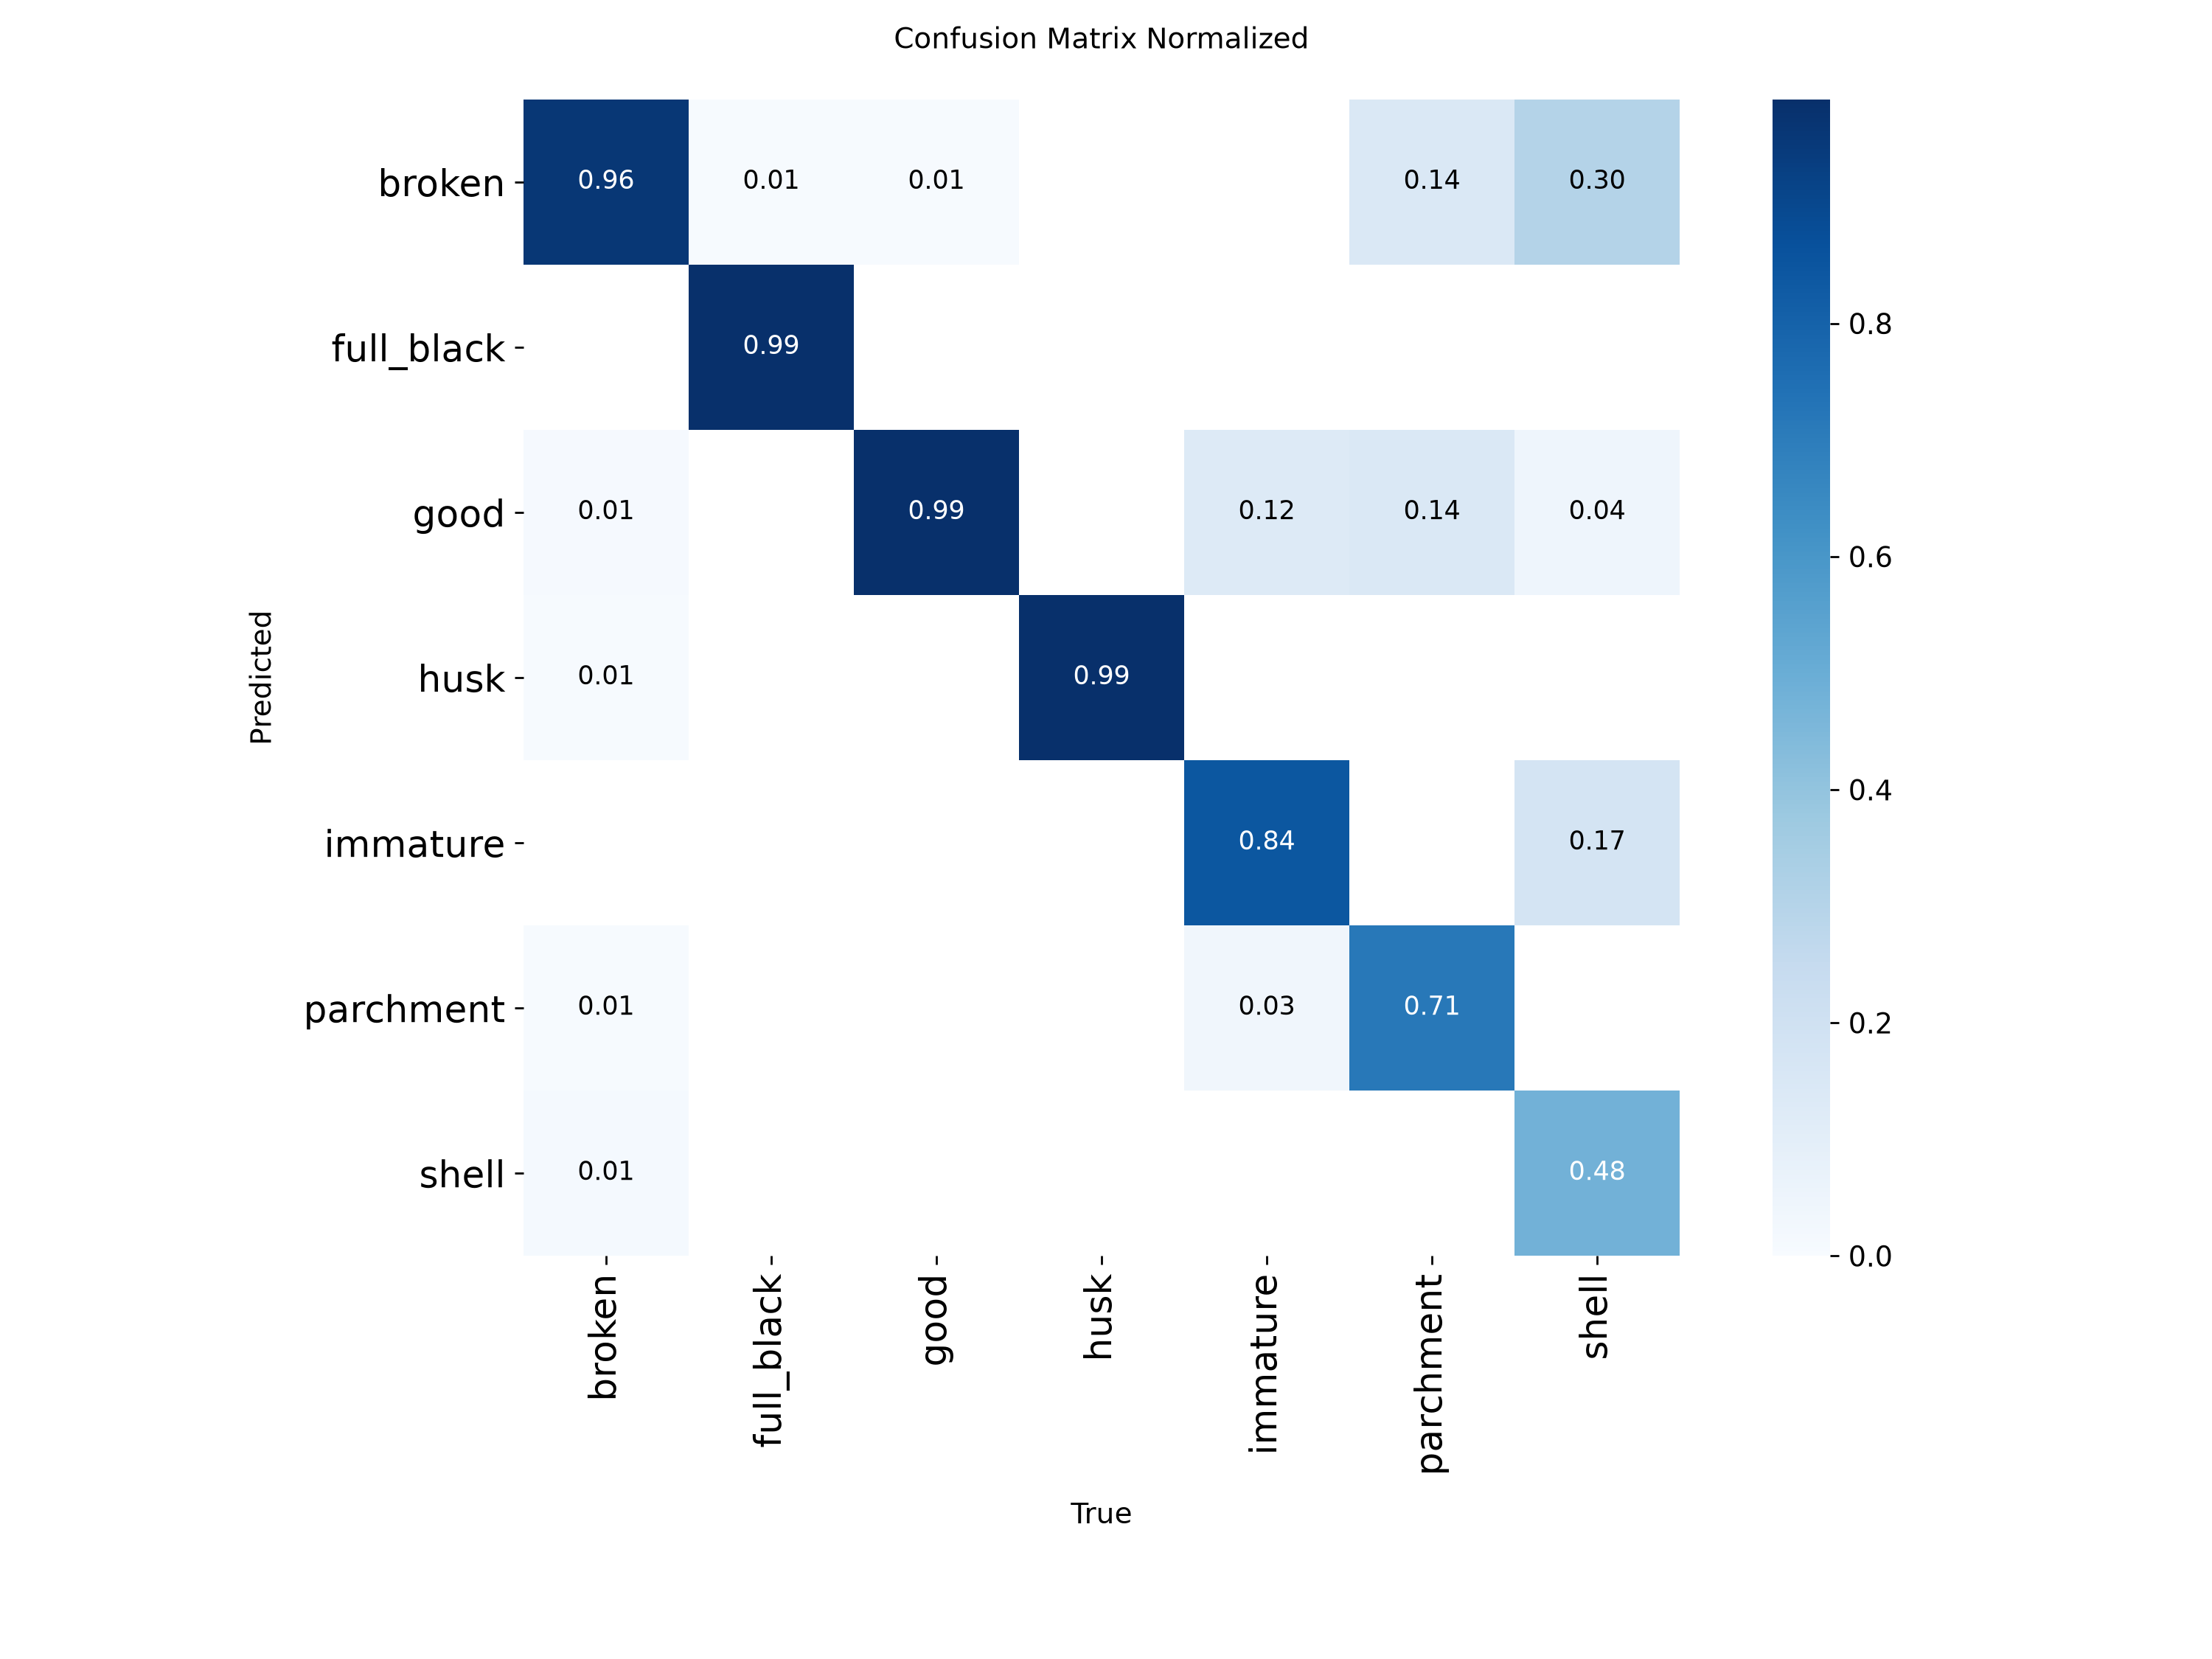 Confusion Matrix Normalized
broken 0.96 0.01 0.01 0.14 0.30
full_black 0.99
good 0.01 0.99 0.12 0.14 0.04
husk 0.01 0.99
immature 0.84 0.17
parchment 0.01 0.03 0.71
shell 0.01 0.48
Predicted
broken full_black good husk immature parchment shell
True
0.8
0.6
0.4
0.2
0.0